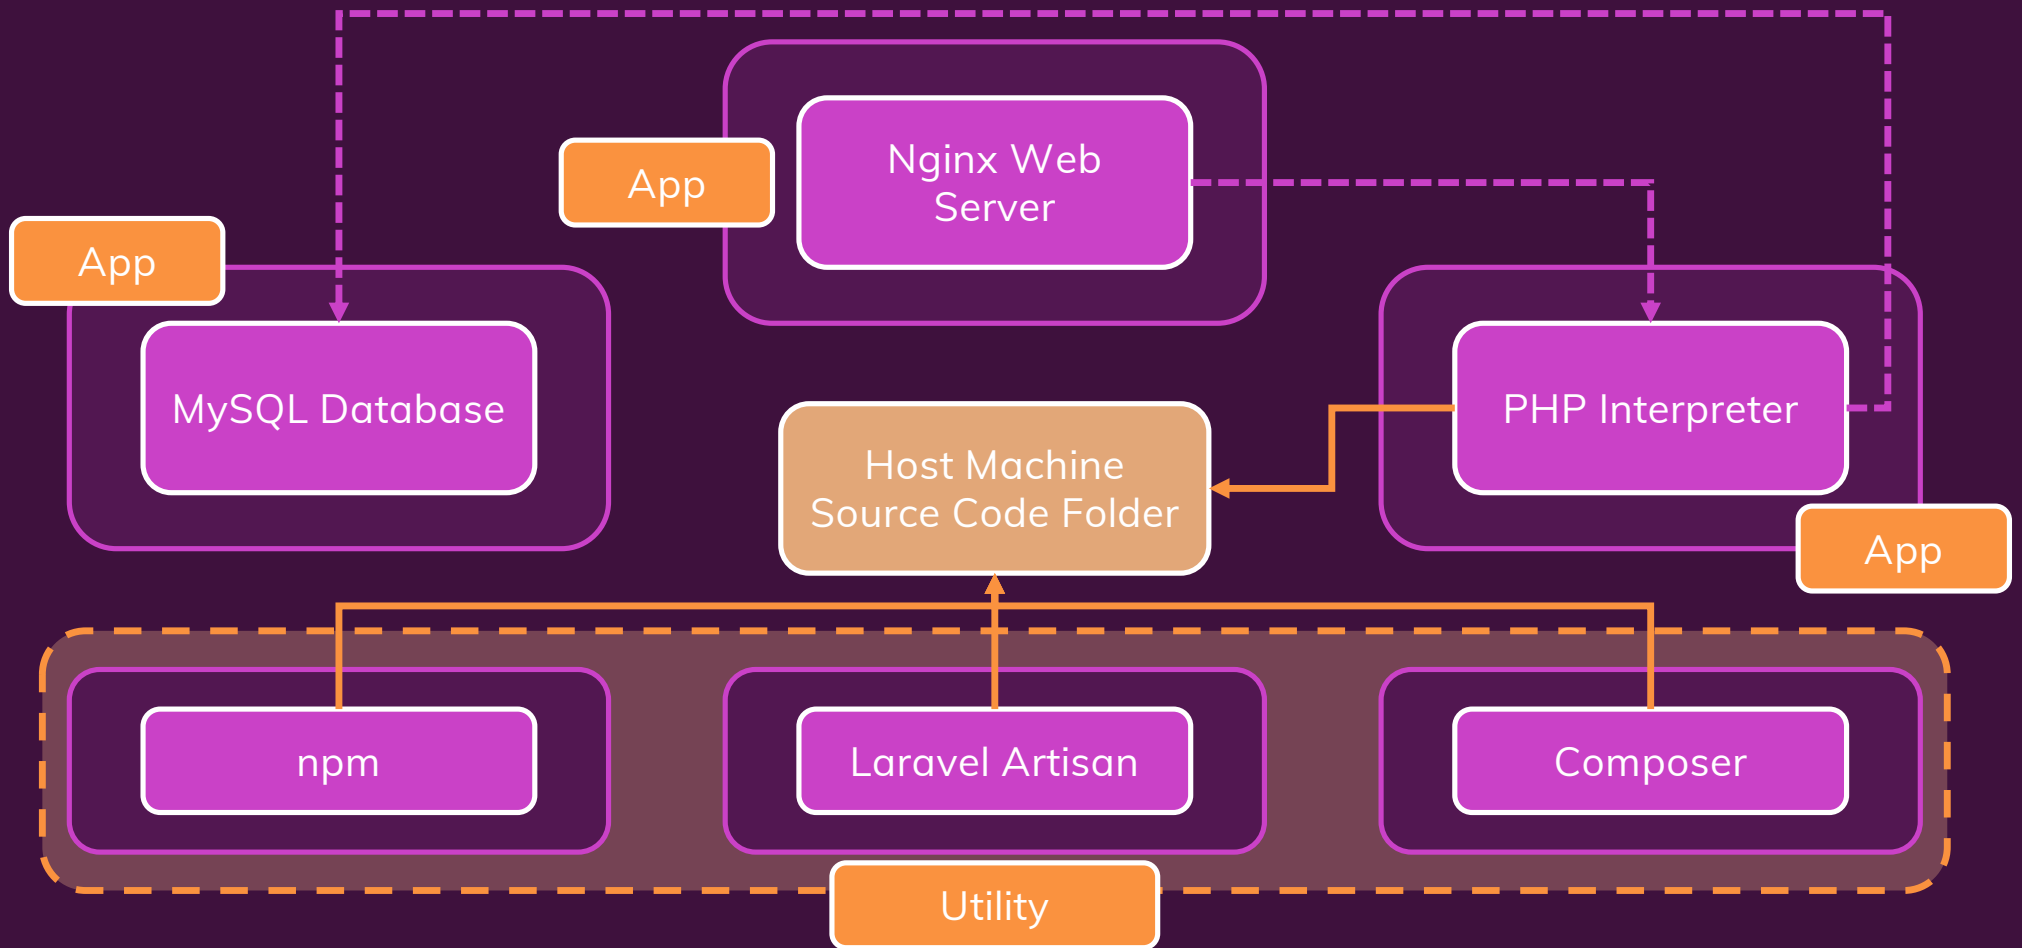 App
Nginx Web
Server
App
MySQL Database
PHP Interpreter
Host Machine
Source Code Folder
App
npm
Laravel Artisan
Composer
Utility